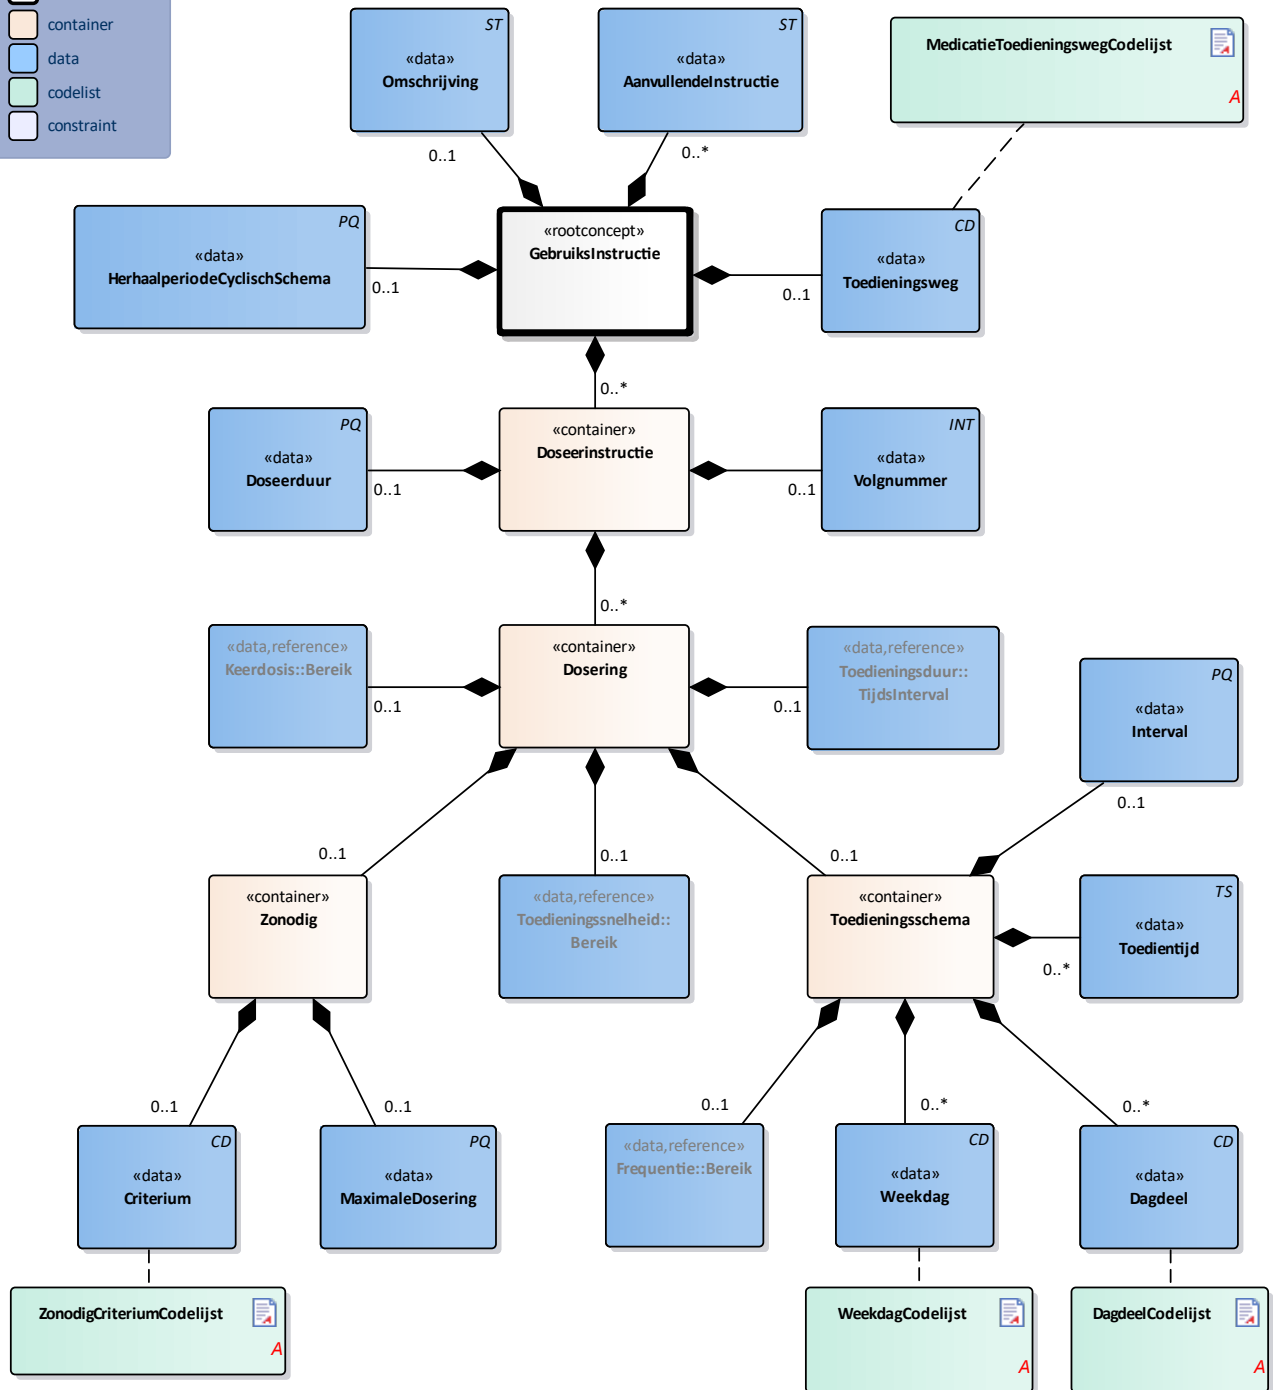 container
data
codelist
constraint
ST
«data»
Omschrijving
ST
«data»
AanvullendeInstructie
MedicatieToedieningswegCodelijst
A
0..1
0..*
PQ
«data»
HerhaalperiodeCyclischSchema
0..1
«rootconcept»
GebruiksInstructie
CD
«data»
Toedieningsweg
0..1
0..*
PQ
«data»
Doseerduur
0..1
«container»
Doseerinstructie
INT
«data»
Volgnummer
0..1
0..*
«data,reference»
Keerdosis::Bereik
0..1
«container»
Dosering
«data,reference»
Toedieningsduur::
TijdsInterval
0..1
PQ
«data»
Interval
0..1
0..1
0..1
0..1
«container»
Zonodig
«data,reference»
Toedieningssnelheid::
Bereik
«container»
Toedieningsschema
TS
«data»
Toedientijd
0..*
0..1
0..1
0..1
0..*
0..*
CD
«data»
Criterium
PQ
«data»
MaximaleDosering
«data,reference»
Frequentie::Bereik
CD
«data»
Weekdag
CD
«data»
Dagdeel
ZonodigCriteriumCodelijst
A
WeekdagCodelijst
A
DagdeelCodelijst
A